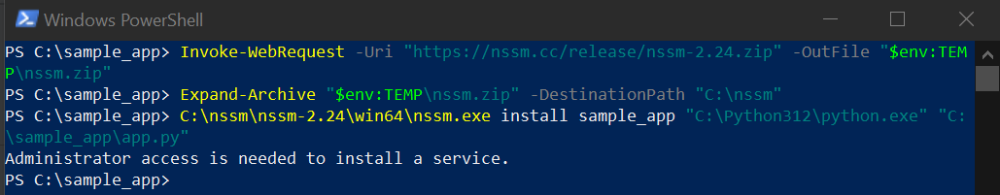 Windows PowerShell
PS C:\sample_app> Invoke-WebRequest -Uri "https://nssm.cc/release/nssm-2.24.zip" -OutFile "$env:TEM
P\nssm.zip"
PS C:\sample_app> Expand-Archive "$env:TEMP\nssm.zip" -DestinationPath "C:\nssm"
PS C:\sample_app> C:\nssm\nssm-2.24\win64\nssm.exe install sample_app "C:\Python312\python.exe" "C:
\sample_app\app.py"
Administrator access is needed to install a service.
PS C:\sample_app>